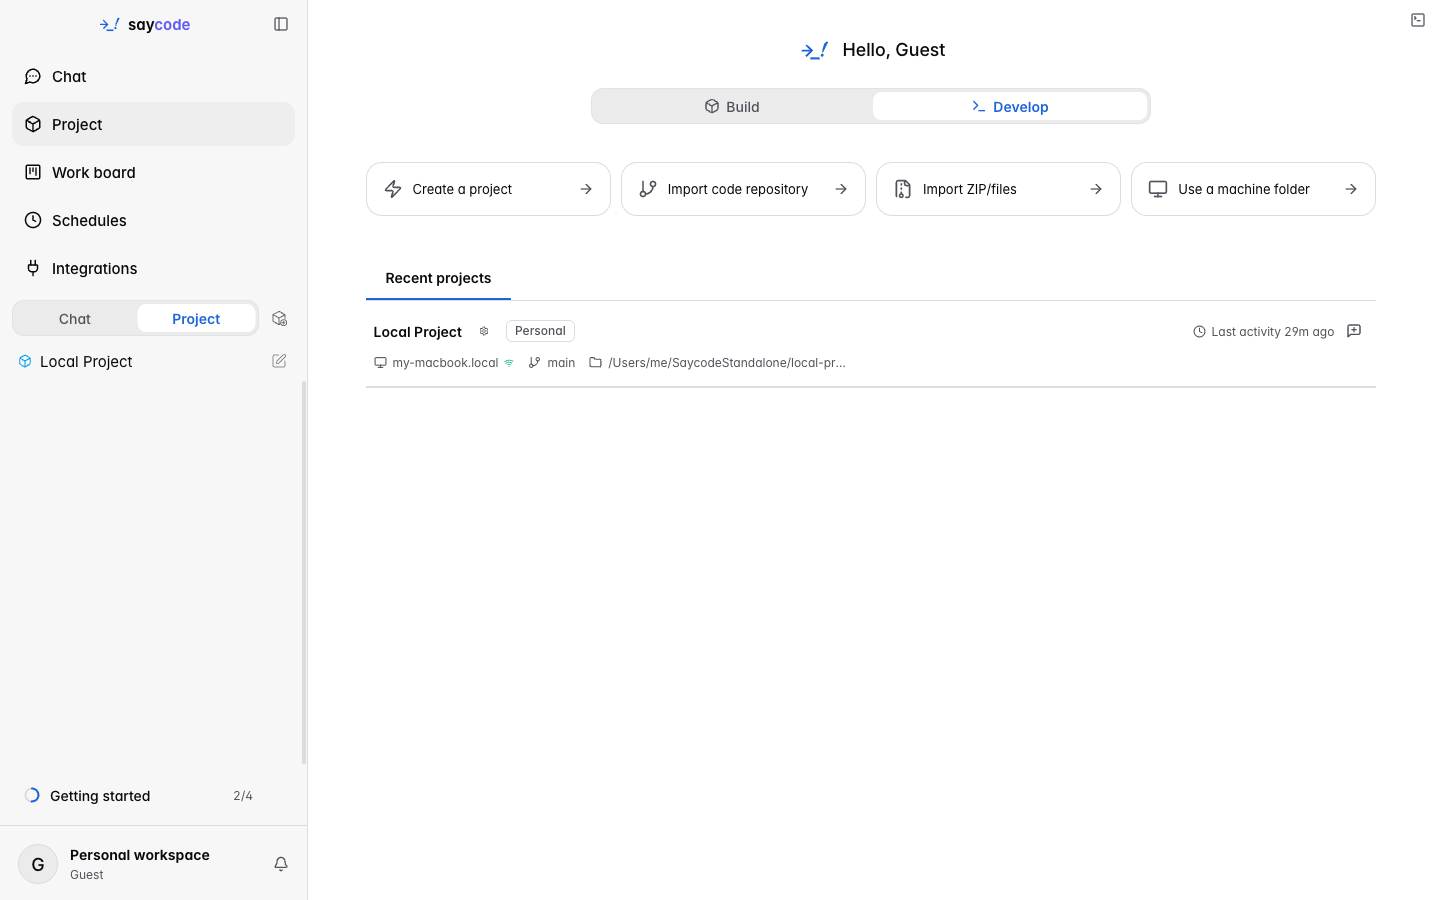 saycode
Chat
Project
Work board
Schedules
Integrations
Chat
Project
Local Project
Getting started
2/4
G
Personal workspace
Guest
Hello, Guest
Build
Develop
Create a project
Import code repository
Import ZIP/files
Use a machine folder
Recent projects
Local Project
Personal
Last activity 29m ago
my-macbook.local
main
/Users/me/SaycodeStandalone/local-pr...